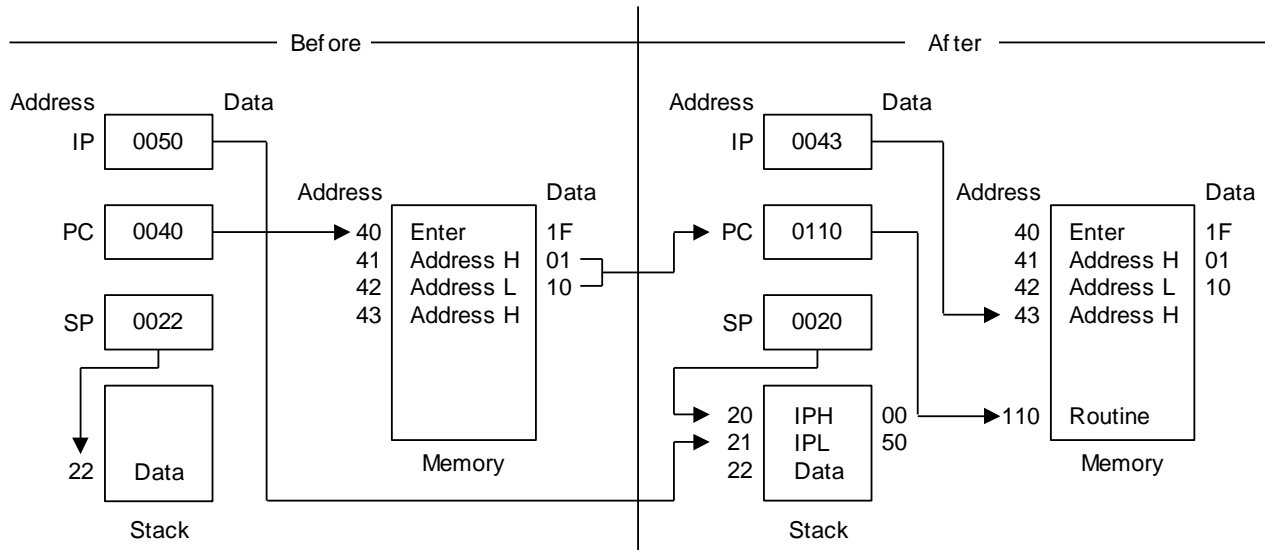 Before
Address Data
IP 0050
Address Data
PC 0040
40 Enter 1F
41 Address H 01
42 Address L 10
43 Address H
SP 0022
22 Data
Memory
Stack
After
Address Data
IP 0043
Address Data
PC 0110
40 Enter 1F
41 Address H 01
42 Address L 10
43 Address H
SP 0020
20 IPH 00
21 IPL 50
22 Data
110 Routine
Memory
Stack